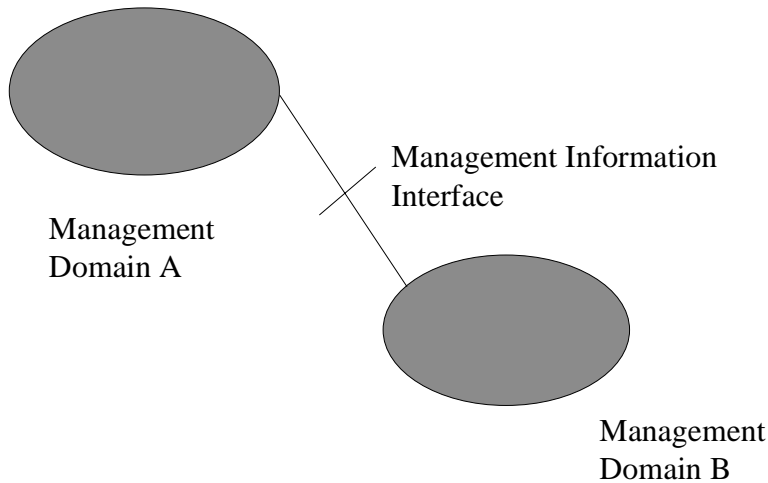 Management Information
Interface
Management
Domain A
Management
Domain B